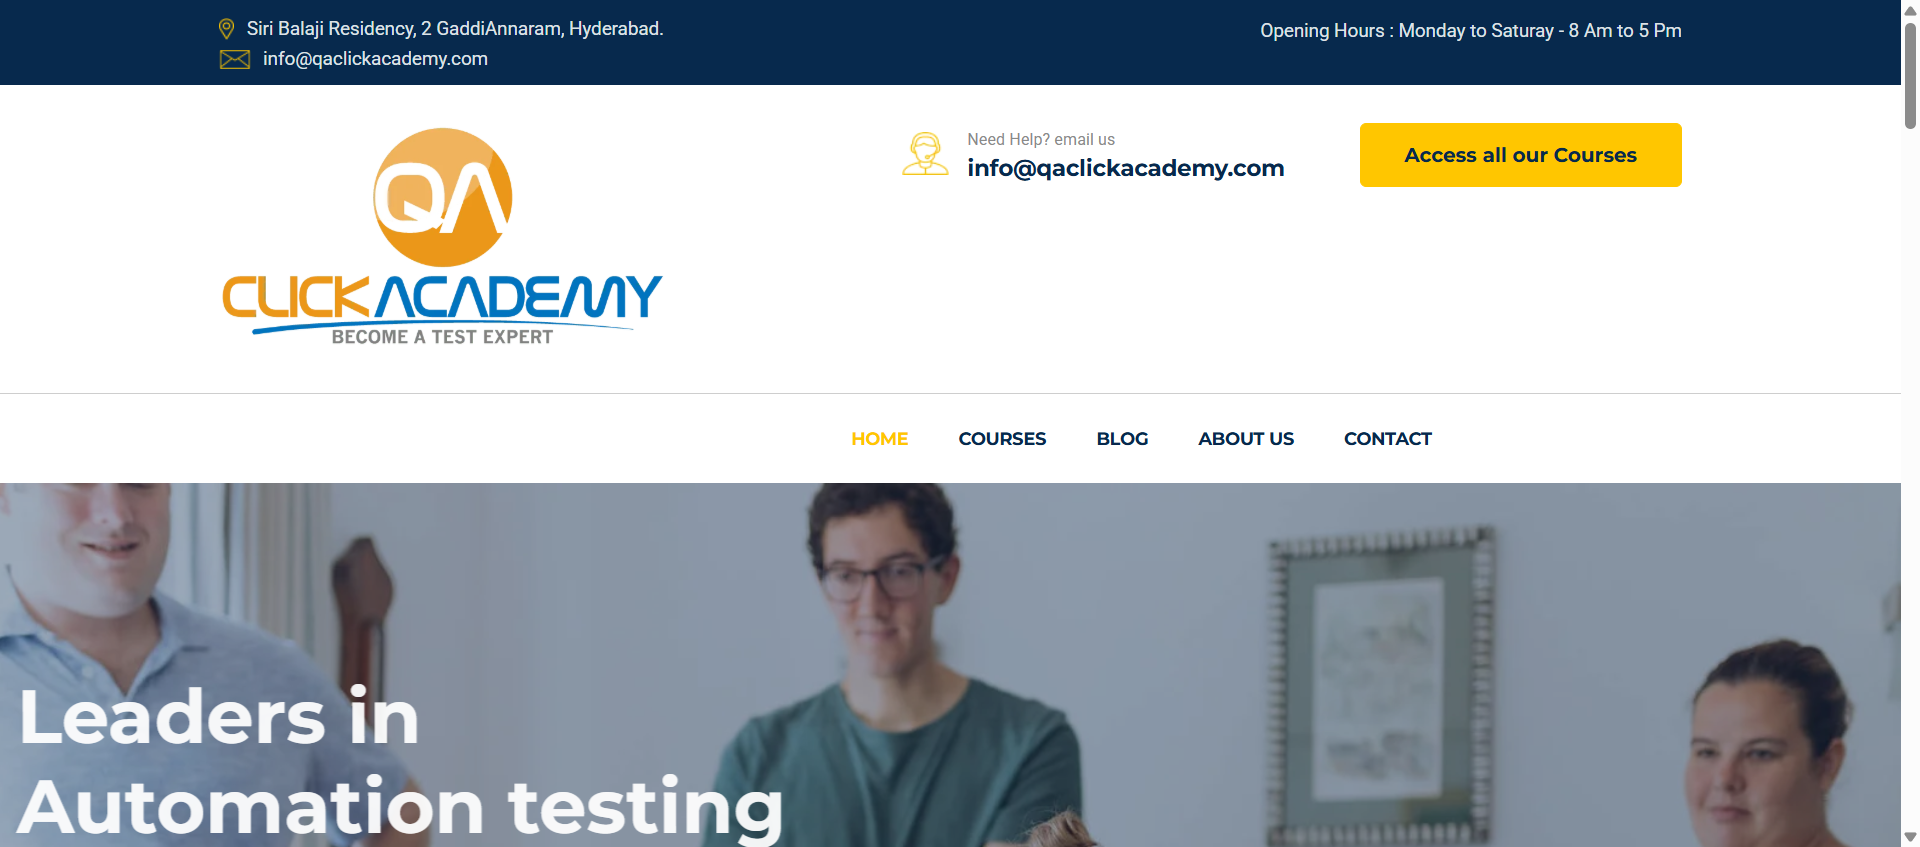 Siri Balaji Residency, 2 GaddiAnnaram, Hyderabad.
info@qaclickacademy.com
Opening Hours : Monday to Saturay - 8 Am to 5 Pm
QA
CLICKACADEMY
BECOME A TEST EXPERT
Need Help? email us
info@qaclickacademy.com
Access all our Courses
HOME COURSES BLOG ABOUT US CONTACT
Leaders in
Automation testing